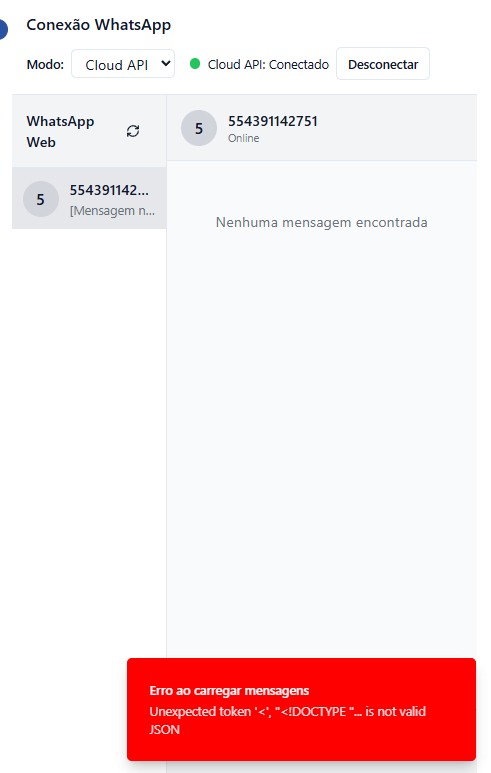 Conexão WhatsApp
Modo: Cloud API Cloud API: Conectado Desconectar
WhatsApp
Web
5 554391142...
[Mensagem n...
5 554391142751
Online
Nenhuma mensagem encontrada
Erro ao carregar mensagens
Unexpected token '<', "<!DOCTYPE "... is not valid
JSON